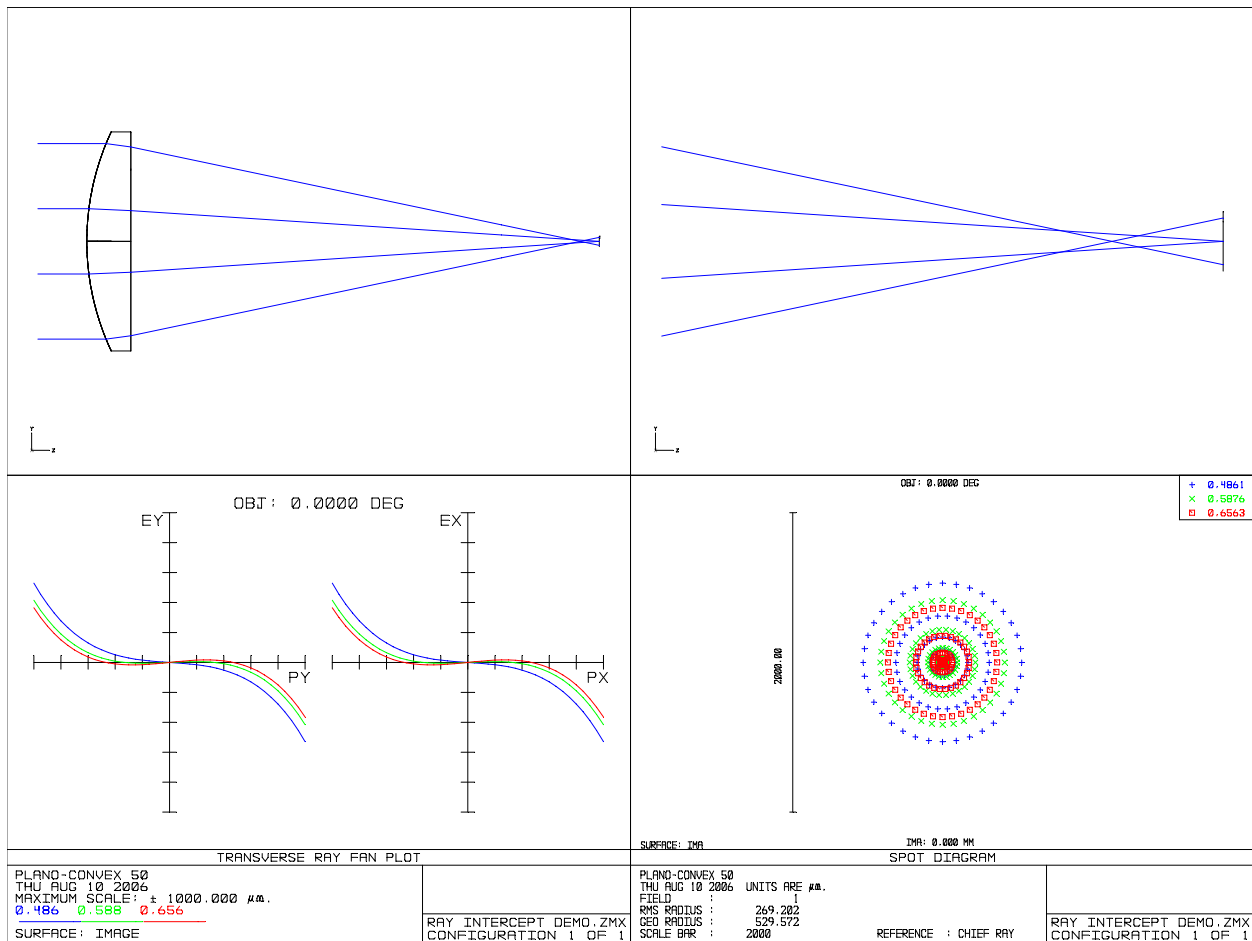 Y
Z
Y
Z
OBJ: 0.0000 DEG
EY
EX
PY
PX
TRANSVERSE RAY FAN PLOT
PLANO-CONVEX 50
THU AUG 10 2006
MAXIMUM SCALE: ± 1000.000 µm.
0.486 0.588 0.656
SURFACE: IMAGE
RAY INTERCEPT DEMO.ZMX
CONFIGURATION 1 OF 1
OBJ: 0.0000 DEG
+ 0.4861
× 0.5876
□ 0.6563
2000.00
SURFACE: IMA
IMA: 0.000 MM
SPOT DIAGRAM
PLANO-CONVEX 50
THU AUG 10 2006 UNITS ARE µm.
FIELD : 1
RMS RADIUS : 269.202
GEO RADIUS : 529.572
SCALE BAR : 2000 REFERENCE : CHIEF RAY
RAY INTERCEPT DEMO.ZMX
CONFIGURATION 1 OF 1